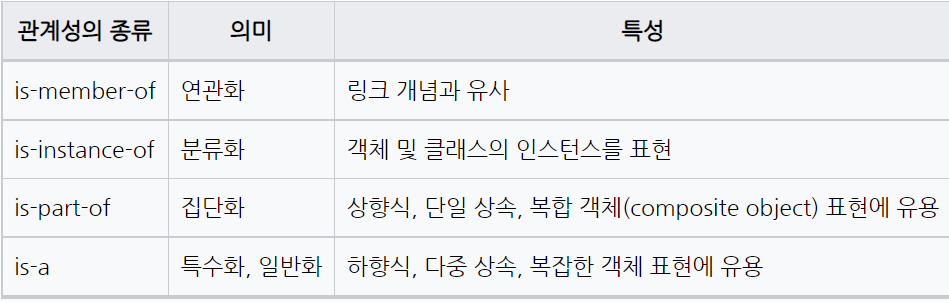 관계성의 종류 의미 특성
is-member-of 연관화 링크 개념과 유사
is-instance-of 분류화 객체 및 클래스의 인스턴스를 표현
is-part-of 집단화 상향식, 단일 상속, 복합 객체(composite object) 표현에 유용
is-a 특수화, 일반화 하향식, 다중 상속, 복잡한 객체 표현에 유용